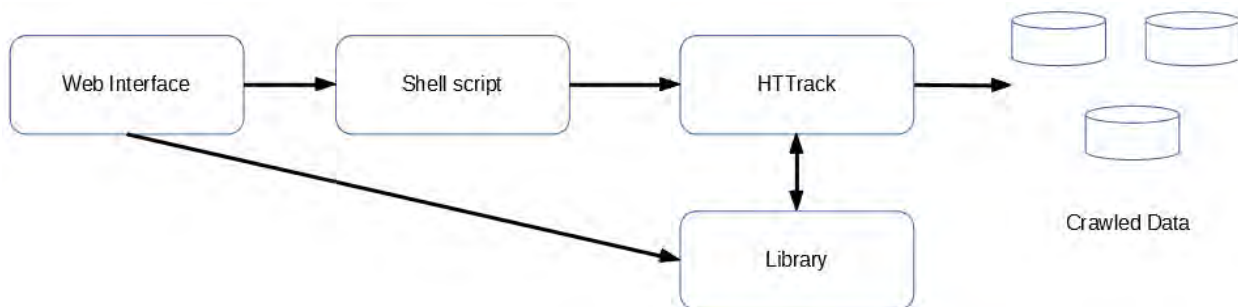 Web Interface
Shell script
HTTrack
Library
Crawled Data